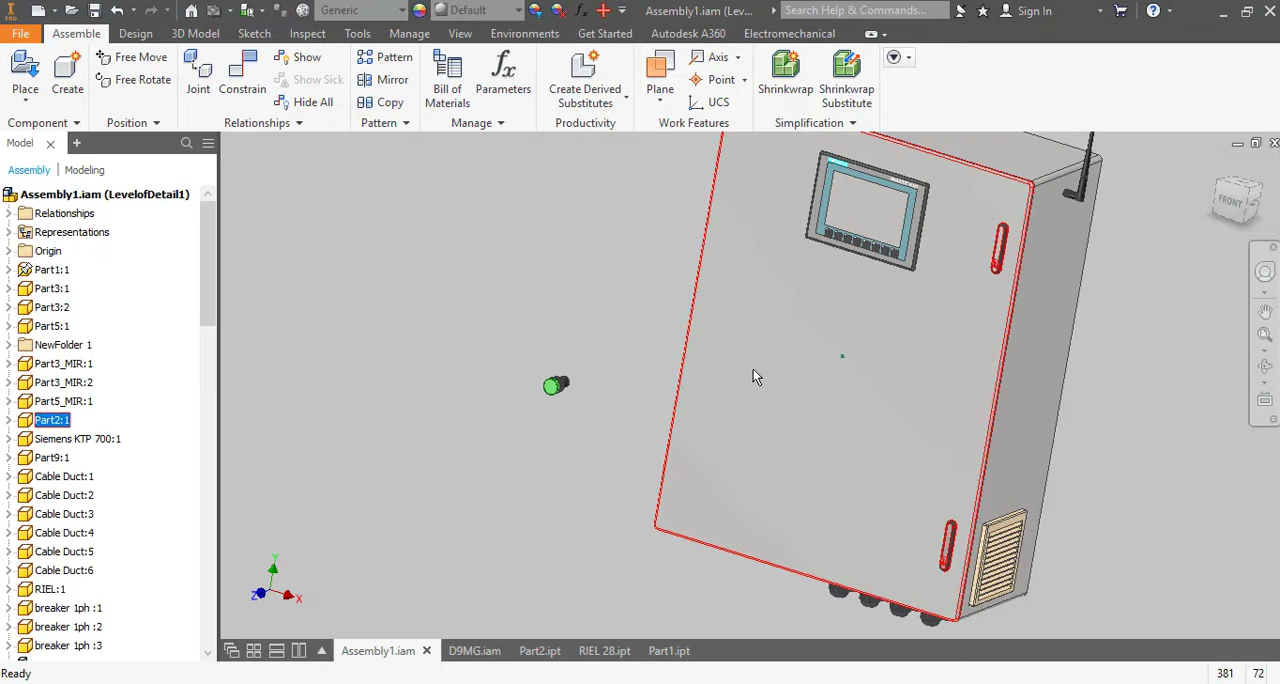 PRO
Generic
Default
Assembly1.iam (Lev...
Search Help & Commands...
Sign In
File
Assemble
Design
3D Model
Sketch
Inspect
Tools
Manage
View
Environments
Get Started
Autodesk A360
Electromechanical
Place
Create
Free Move
Free Rotate
Joint
Constrain
Show
Show Sick
Hide All
Pattern
Mirror
Copy
Bill of
Materials
fx
Parameters
Create Derived
Substitutes
Plane
Axis
Point
UCS
Shrinkwrap
Shrinkwrap
Substitute
Component
Position
Relationships
Pattern
Manage
Productivity
Work Features
Simplification
Model
Assembly
Modeling
Assembly1.iam (LevelofDetail1)
Relationships
Representations
Origin
Part1:1
Part3:1
Part3:2
Part5:1
NewFolder 1
Part3_MIR:1
Part3_MIR:2
Part5_MIR:1
Part2:1
Siemens KTP 700:1
Part9:1
Cable Duct:1
Cable Duct:2
Cable Duct:3
Cable Duct:4
Cable Duct:5
Cable Duct:6
RIEL:1
breaker 1ph :1
breaker 1ph :2
breaker 1ph :3
FRONT
Y
Z
X
Assembly1.iam
D9MG.iam
Part2.ipt
RIEL 28.ipt
Part1.ipt
Ready
381
72